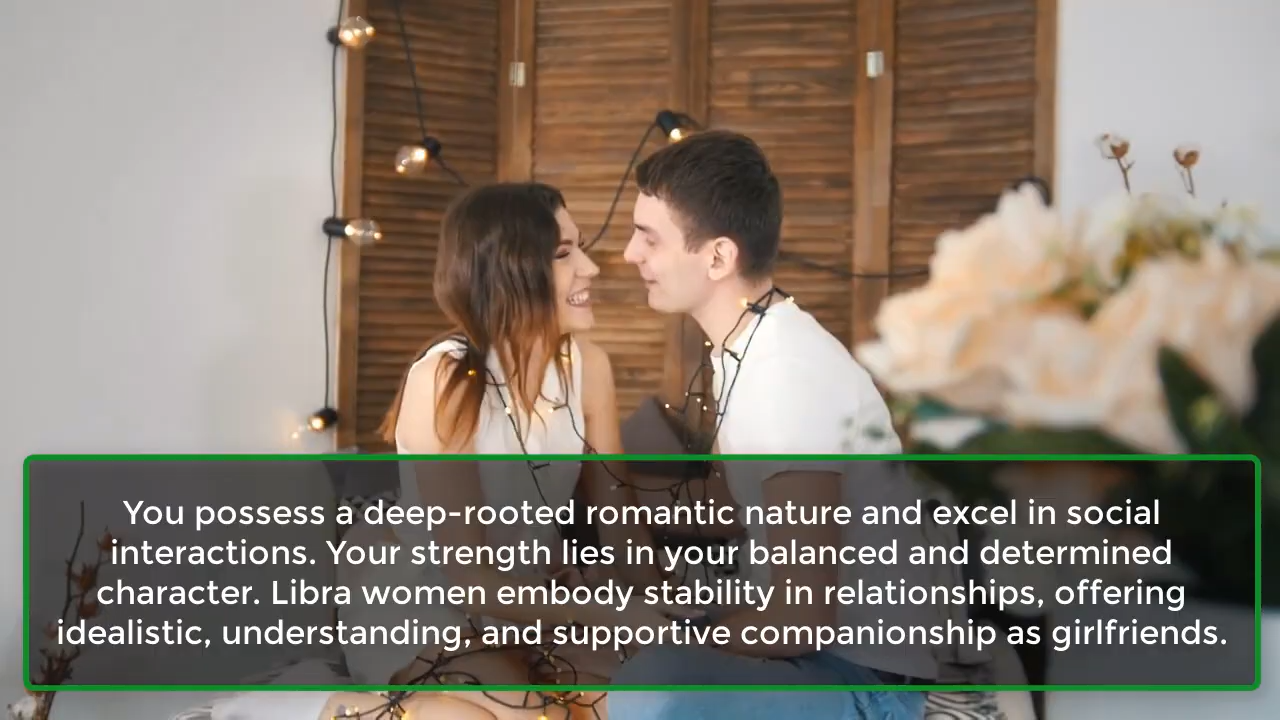 You possess a deep-rooted romantic nature and excel in social
interactions. Your strength lies in your balanced and determined
character. Libra women embody stability in relationships, offering
idealistic, understanding, and supportive companionship as girlfriends.